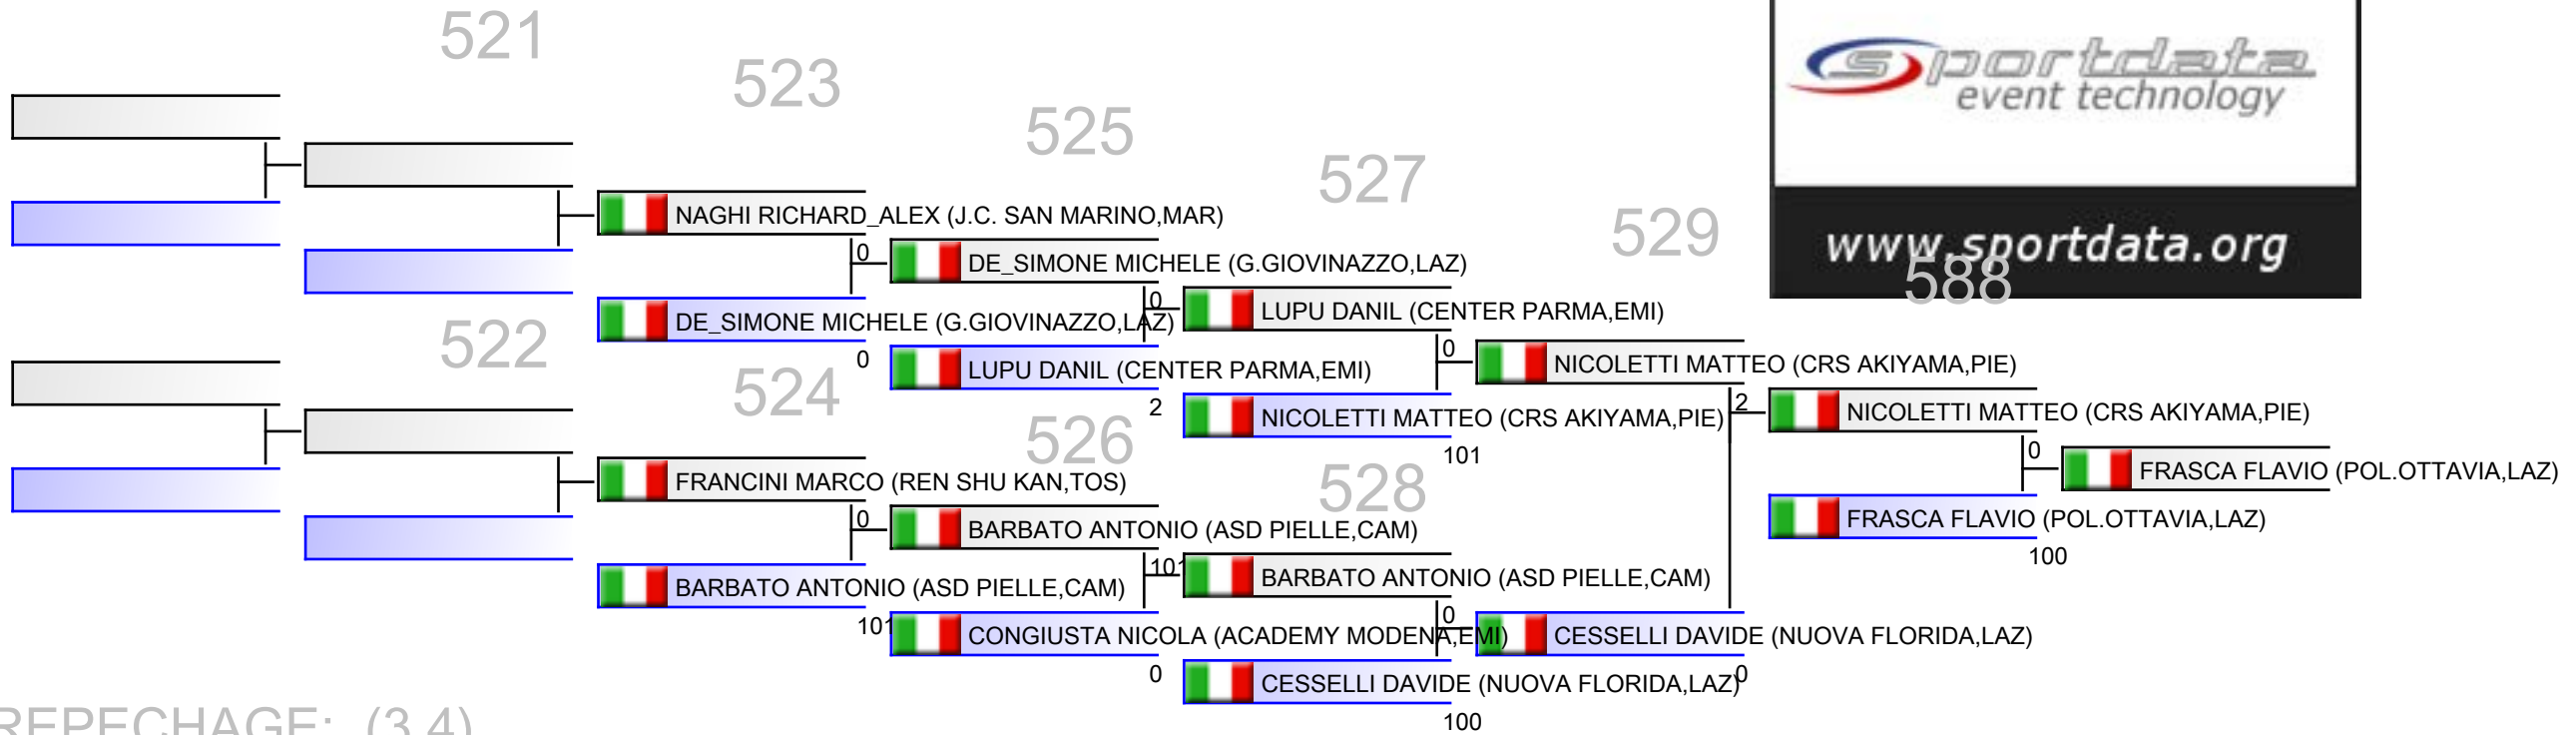 521
523
525
527
529
sportdata
event technology
www.sportdata.org
588
NAGHI RICHARD_ALEX (J.C. SAN MARINO,MAR)
0
DE_SIMONE MICHELE (G.GIOVINAZZO,LAZ)
0
DE_SIMONE MICHELE (G.GIOVINAZZO,LAZ)
0
LUPU DANIL (CENTER PARMA,EMI)
2
LUPU DANIL (CENTER PARMA,EMI)
0
NICOLETTI MATTEO (CRS AKIYAMA,PIE)
101
NICOLETTI MATTEO (CRS AKIYAMA,PIE)
2
NICOLETTI MATTEO (CRS AKIYAMA,PIE)
0
FRASCA FLAVIO (POL.OTTAVIA,LAZ)
FRASCA FLAVIO (POL.OTTAVIA,LAZ)
100
522
524
526
528
FRANCINI MARCO (REN SHU KAN,TOS)
0
BARBATO ANTONIO (ASD PIELLE,CAM)
101
BARBATO ANTONIO (ASD PIELLE,CAM)
101
CONGIUSTA NICOLA (ACADEMY MODENA,EMI)
0
BARBATO ANTONIO (ASD PIELLE,CAM)
0
CESSELLI DAVIDE (NUOVA FLORIDA,LAZ)
0
CESSELLI DAVIDE (NUOVA FLORIDA,LAZ)
100
REPECHAGE: (3,4)